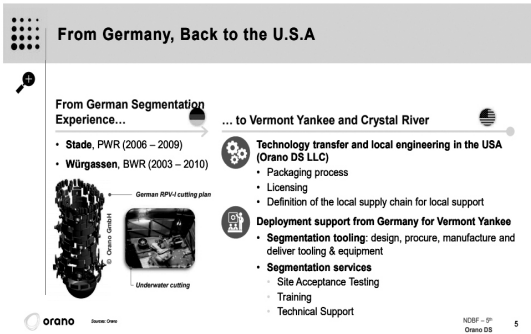 From Germany, Back to the U.S.A
From German Segmentation
Experience…
• Stade, PWR (2006 – 2009)
• Würgassen, BWR (2003 – 2010)
German RPV-I cutting plan
© Orano GmbH
Underwater cutting
… to Vermont Yankee and Crystal River
Technology transfer and local engineering in the USA
(Orano DS LLC)
• Packaging process
• Licensing
• Definition of the local supply chain for local support
Deployment support from Germany for Vermont Yankee
• Segmentation tooling: design, procure, manufacture and
deliver tooling & equipment
• Segmentation services
Site Acceptance Testing
Training
Technical Support
orano
Sources: Orano
NDBF – 5th
Orano DS
5